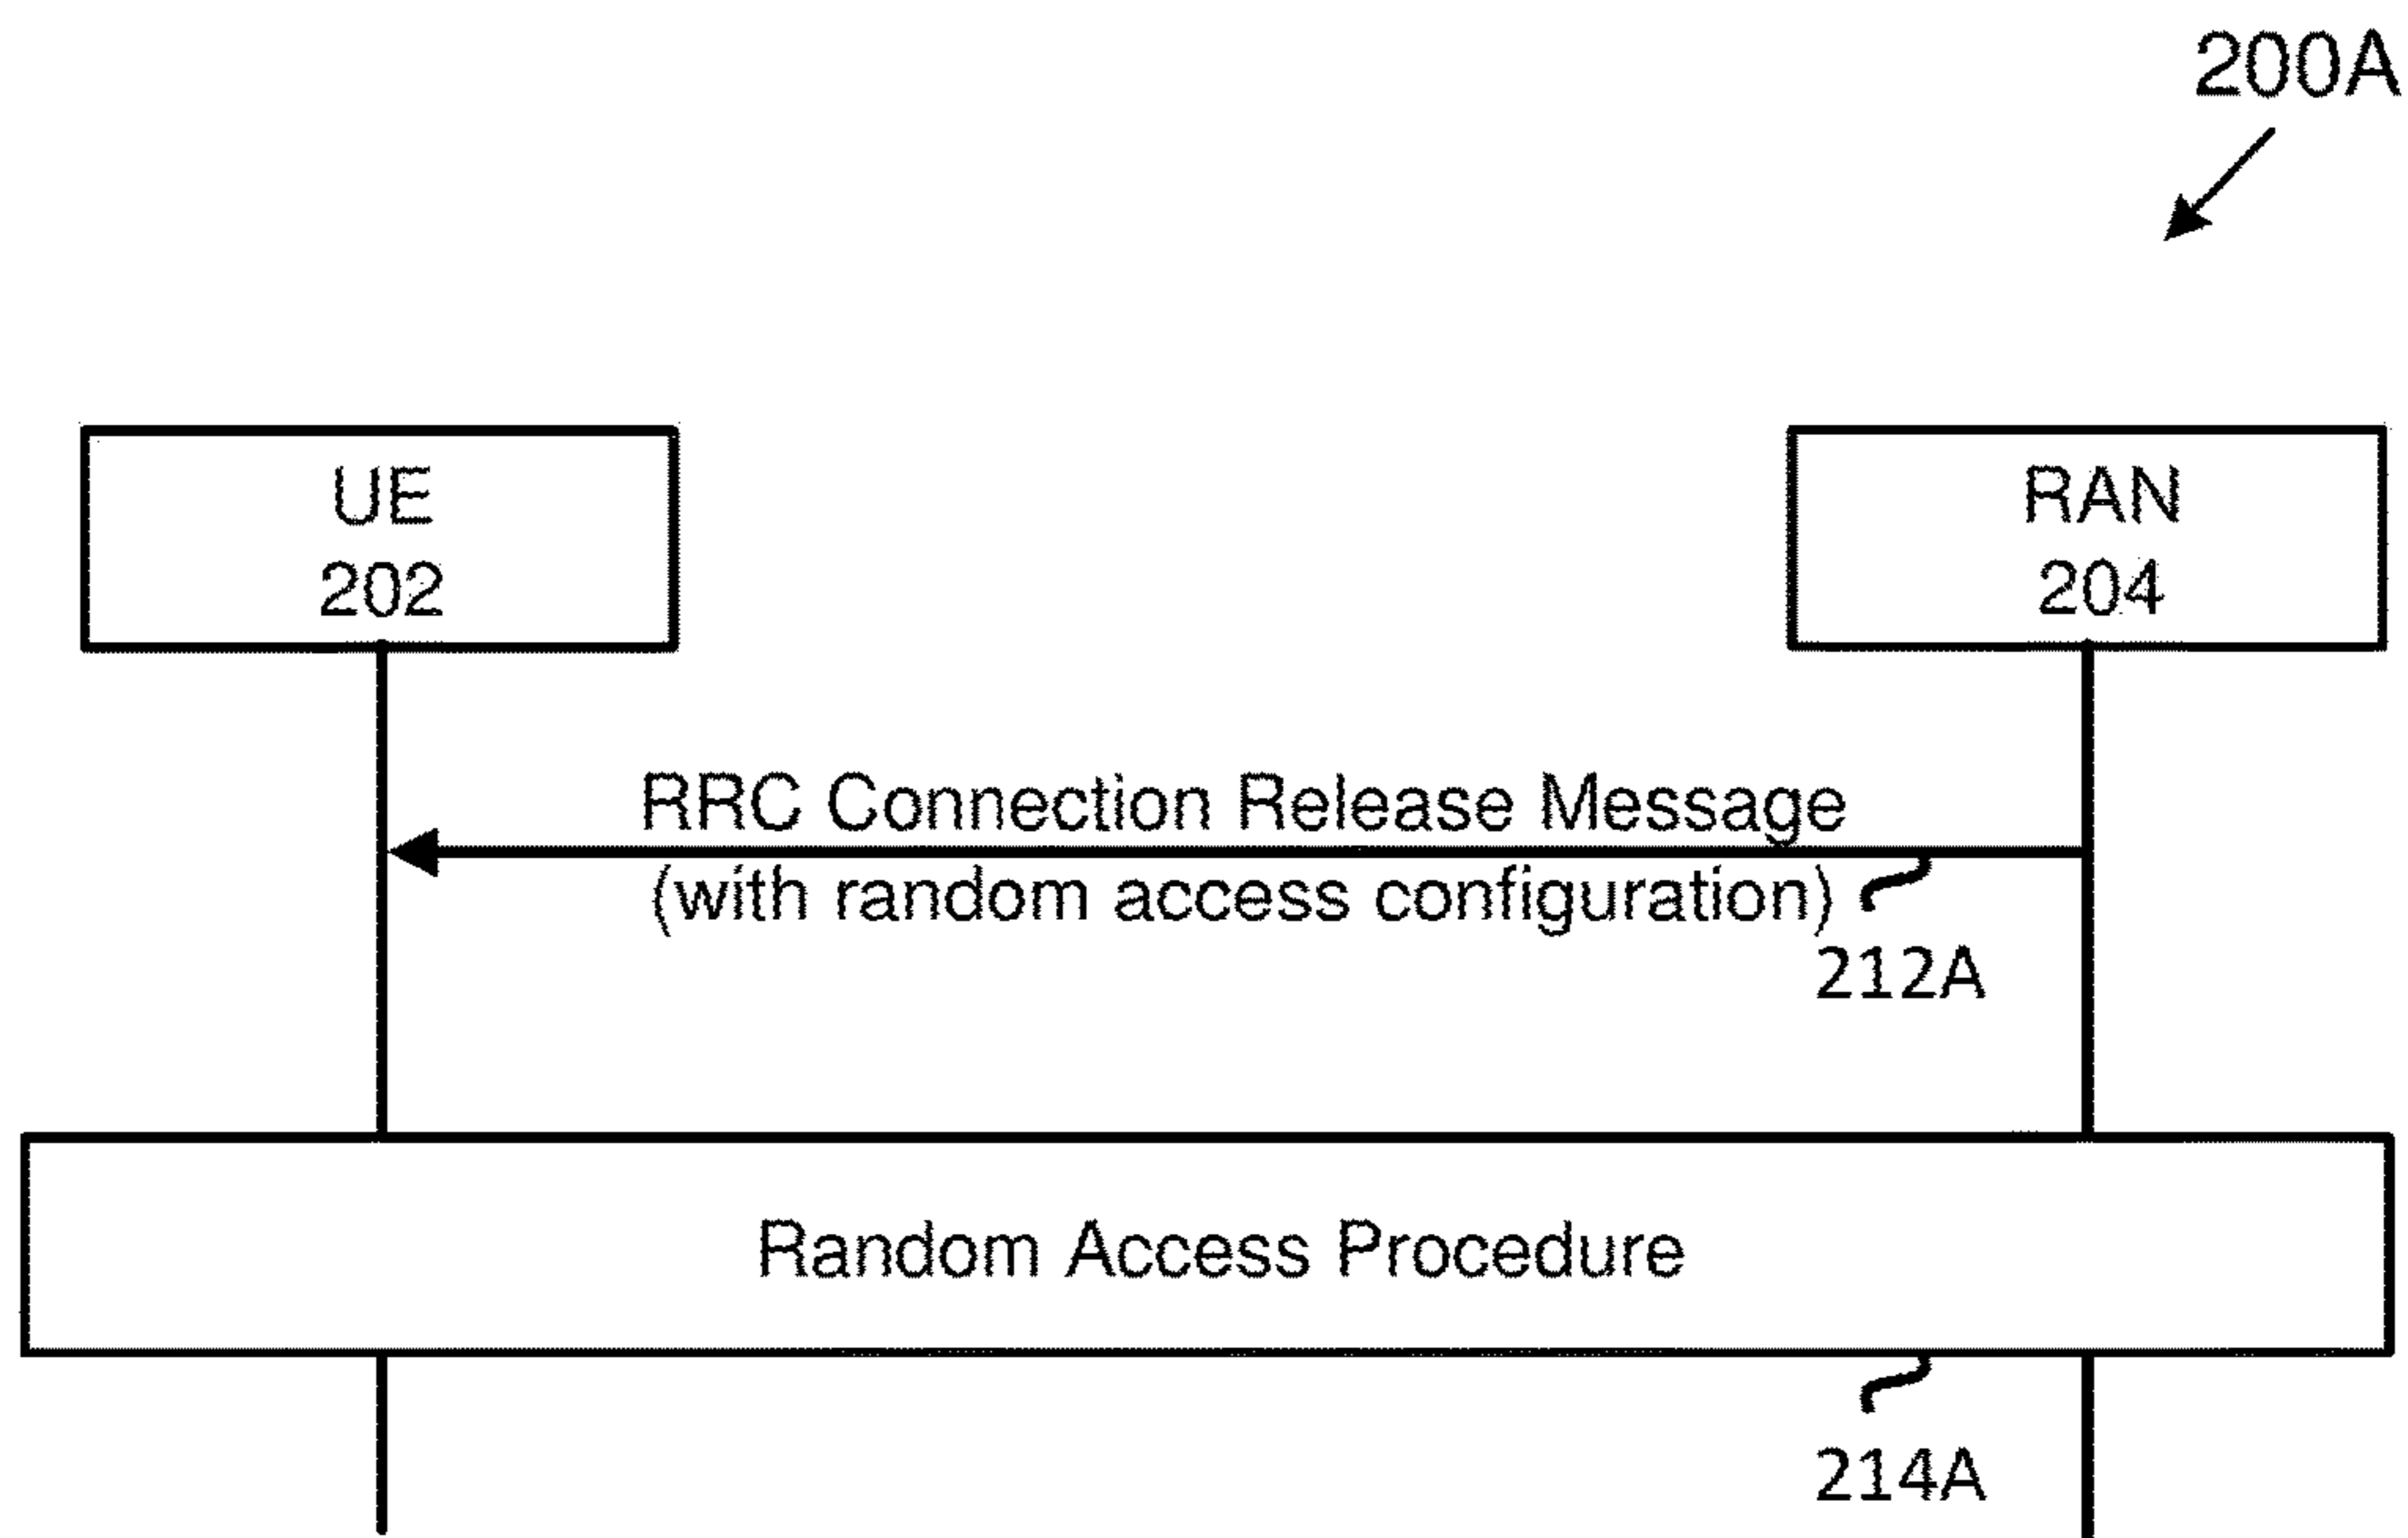 200A
UE
202
RAN
204
RRC Connection Release Message
(with random access configuration)
212A
Random Access Procedure
214A